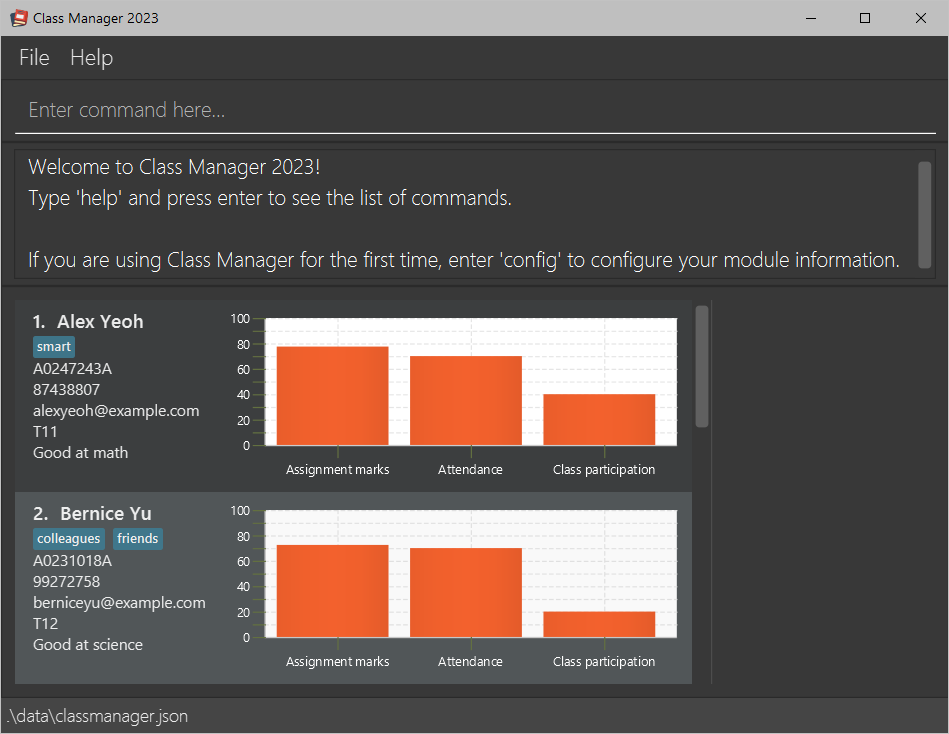 Class Manager 2023
File Help
Enter command here...
Welcome to Class Manager 2023!
Type 'help' and press enter to see the list of commands.
If you are using Class Manager for the first time, enter 'config' to configure your module information.
1. Alex Yeoh
smart
A0247243A
87438807
alexyeoh@example.com
T11
Good at math
100
80
60
40
20
0
Assignment marks Attendance Class participation
2. Bernice Yu
colleagues friends
A0231018A
99272758
berniceyu@example.com
T12
Good at science
100
80
60
40
20
0
Assignment marks Attendance Class participation
.\data\classmanager.json